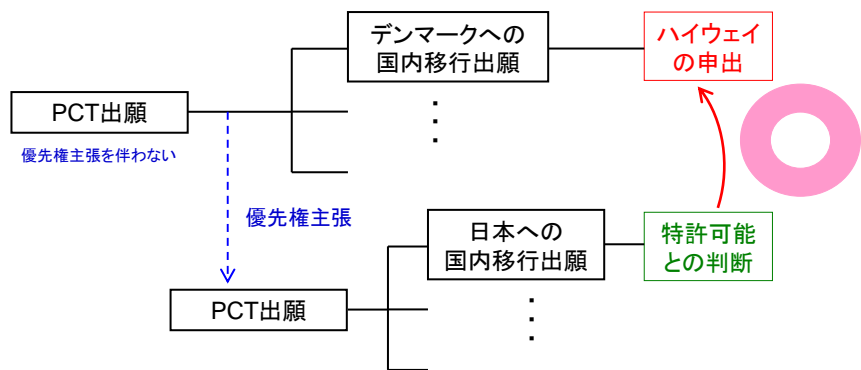 デンマークへの
国内移行出願
ハイウェイ
の申出
PCT出願
優先権主張を伴わない
優先権主張
日本への
国内移行出願
特許可能
との判断
PCT出願